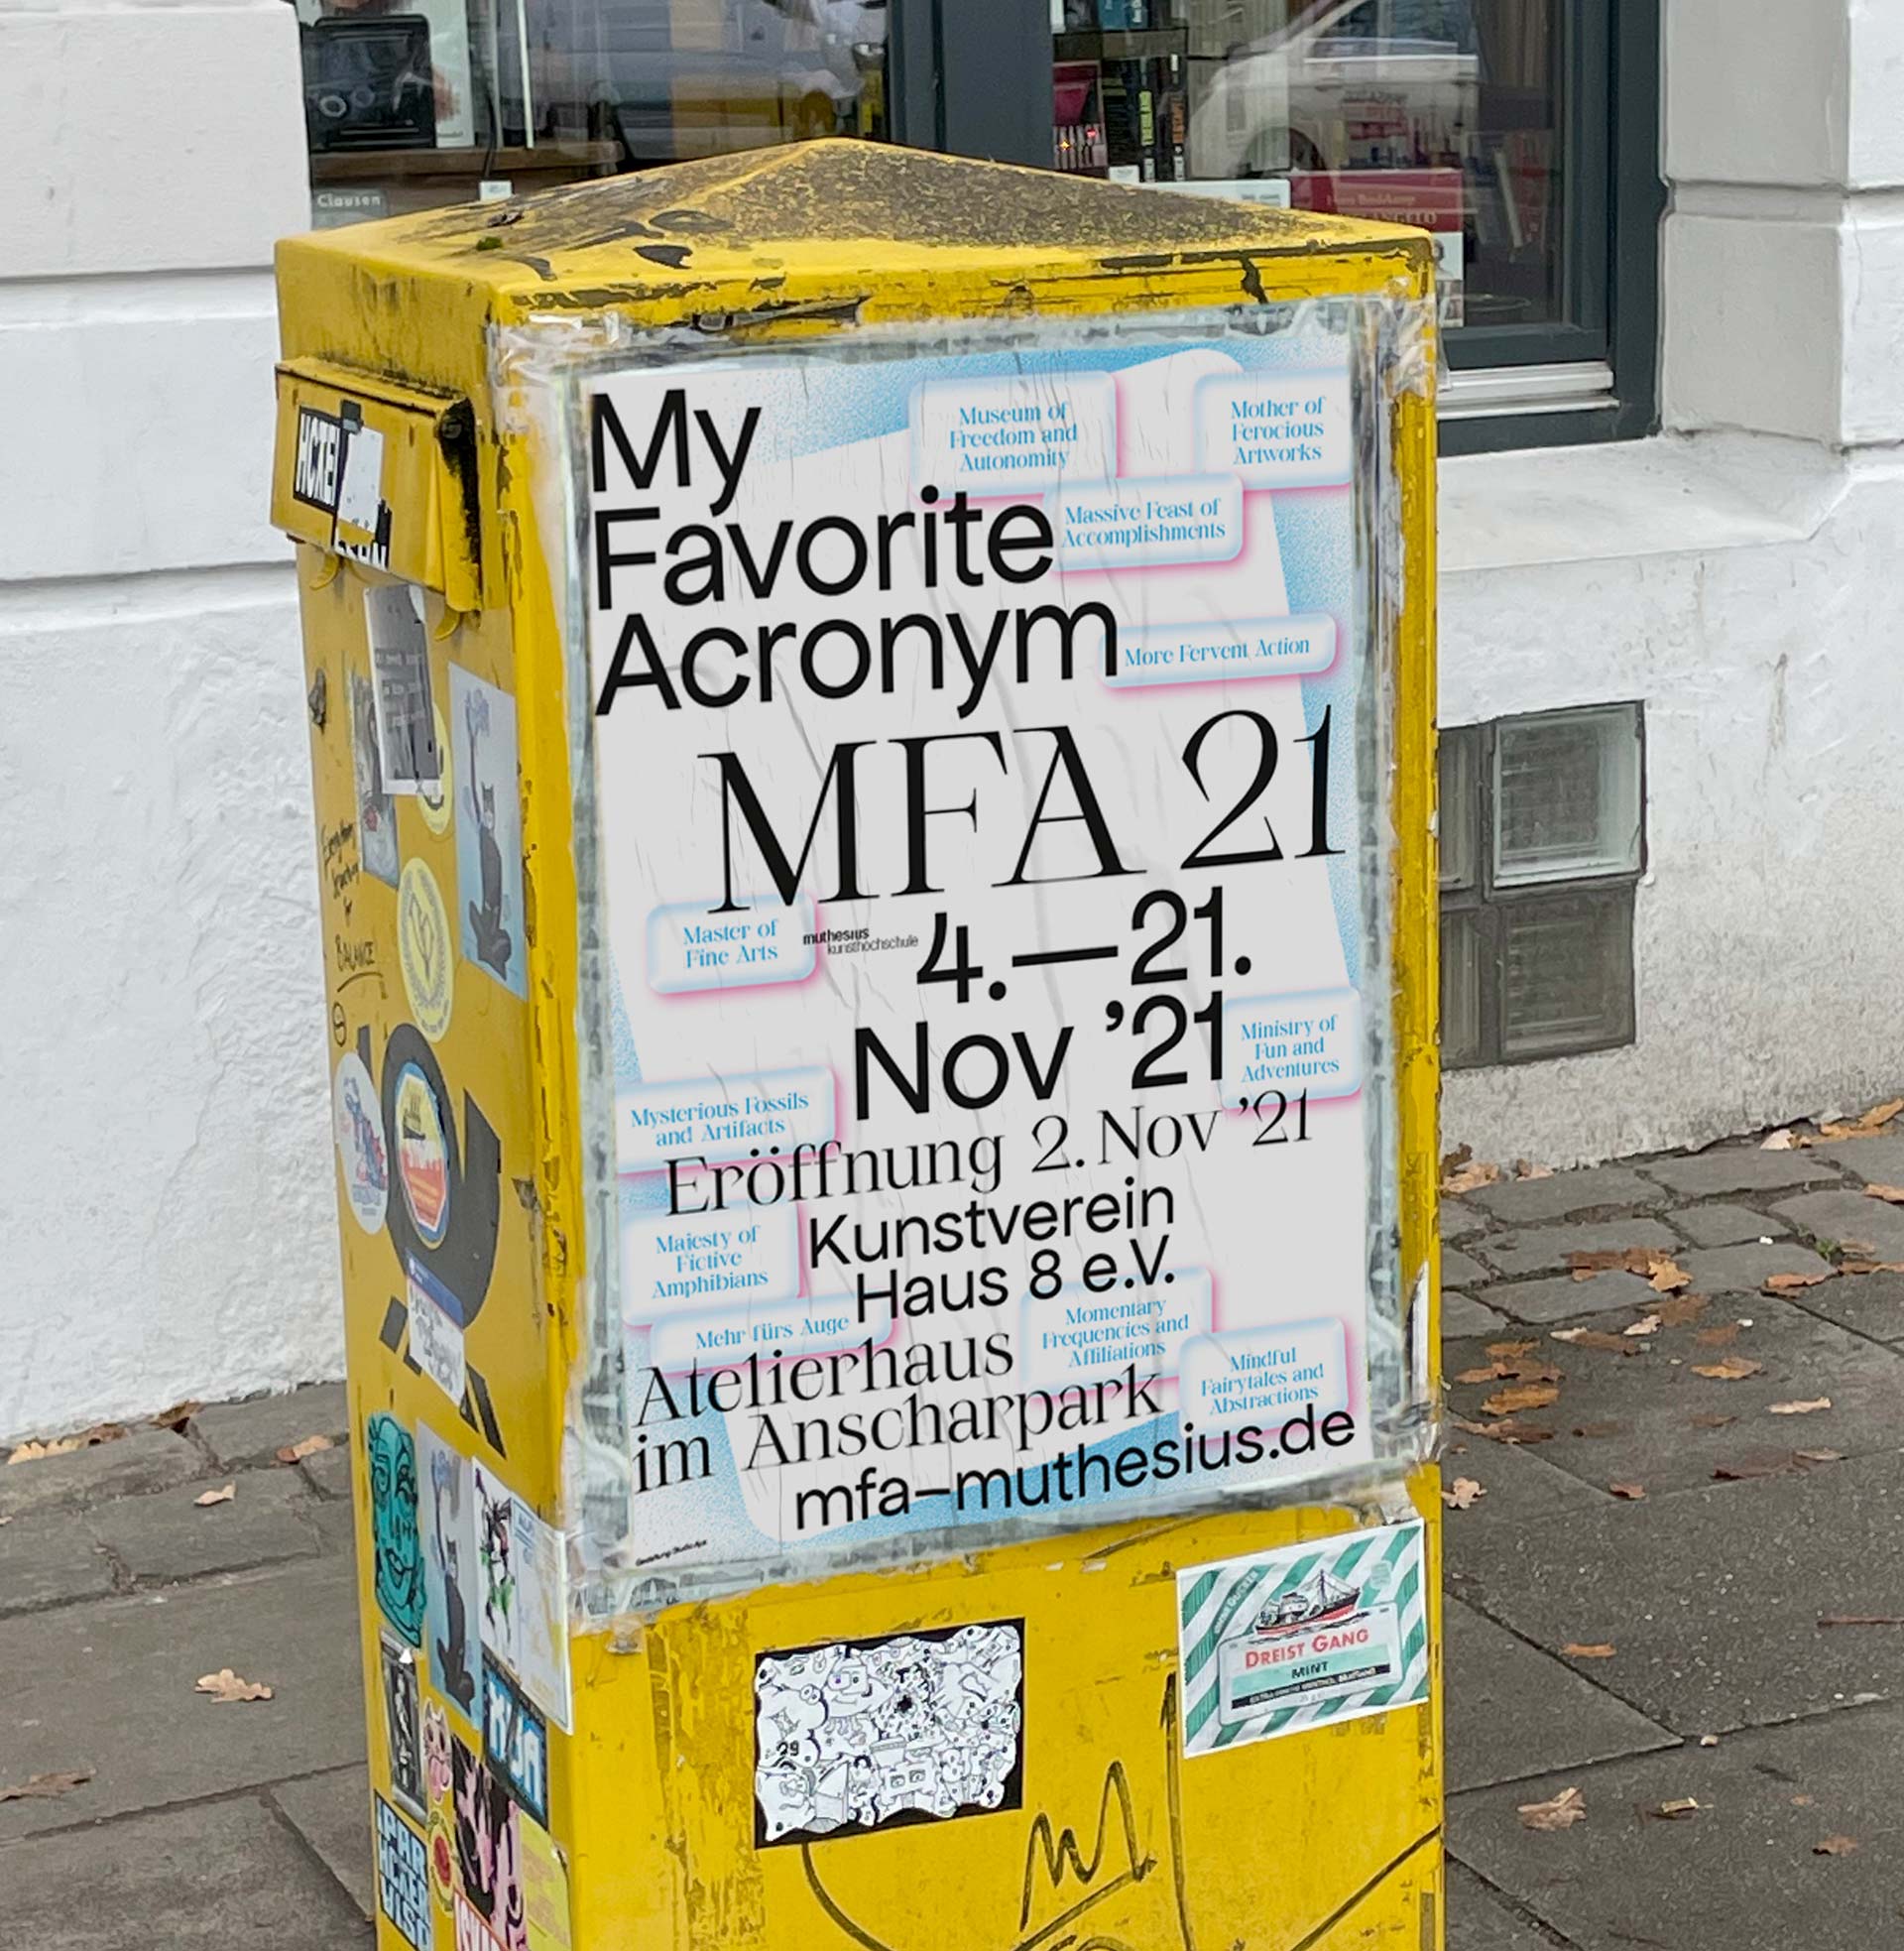 Clausen
My
Favorite
Acronym
Museum of
Freedom and
Autonomity
Mother of
Ferocious
Artworks
Massive Feast of
Accomplishments
More Fervent Action
MFA 21
Master of
Fine Arts
muthesius
kunsthochschule
4.—21.
Nov ’21
Ministry of
Fun and
Adventures
Mysterious Fossils
and Artifacts
Eröffnung 2. Nov ’21
Kunstverein
Haus 8 e.V.
Majesty of
Fictive
Amphibians
Mehr fürs Auge
Momentary
Frequencies and
Affiliations
Atelierhaus
im Anscharpark
Mindful
Fairytales and
Abstractions
mfa–muthesius.de
BALANCE
29
DREIST GANG
MINT